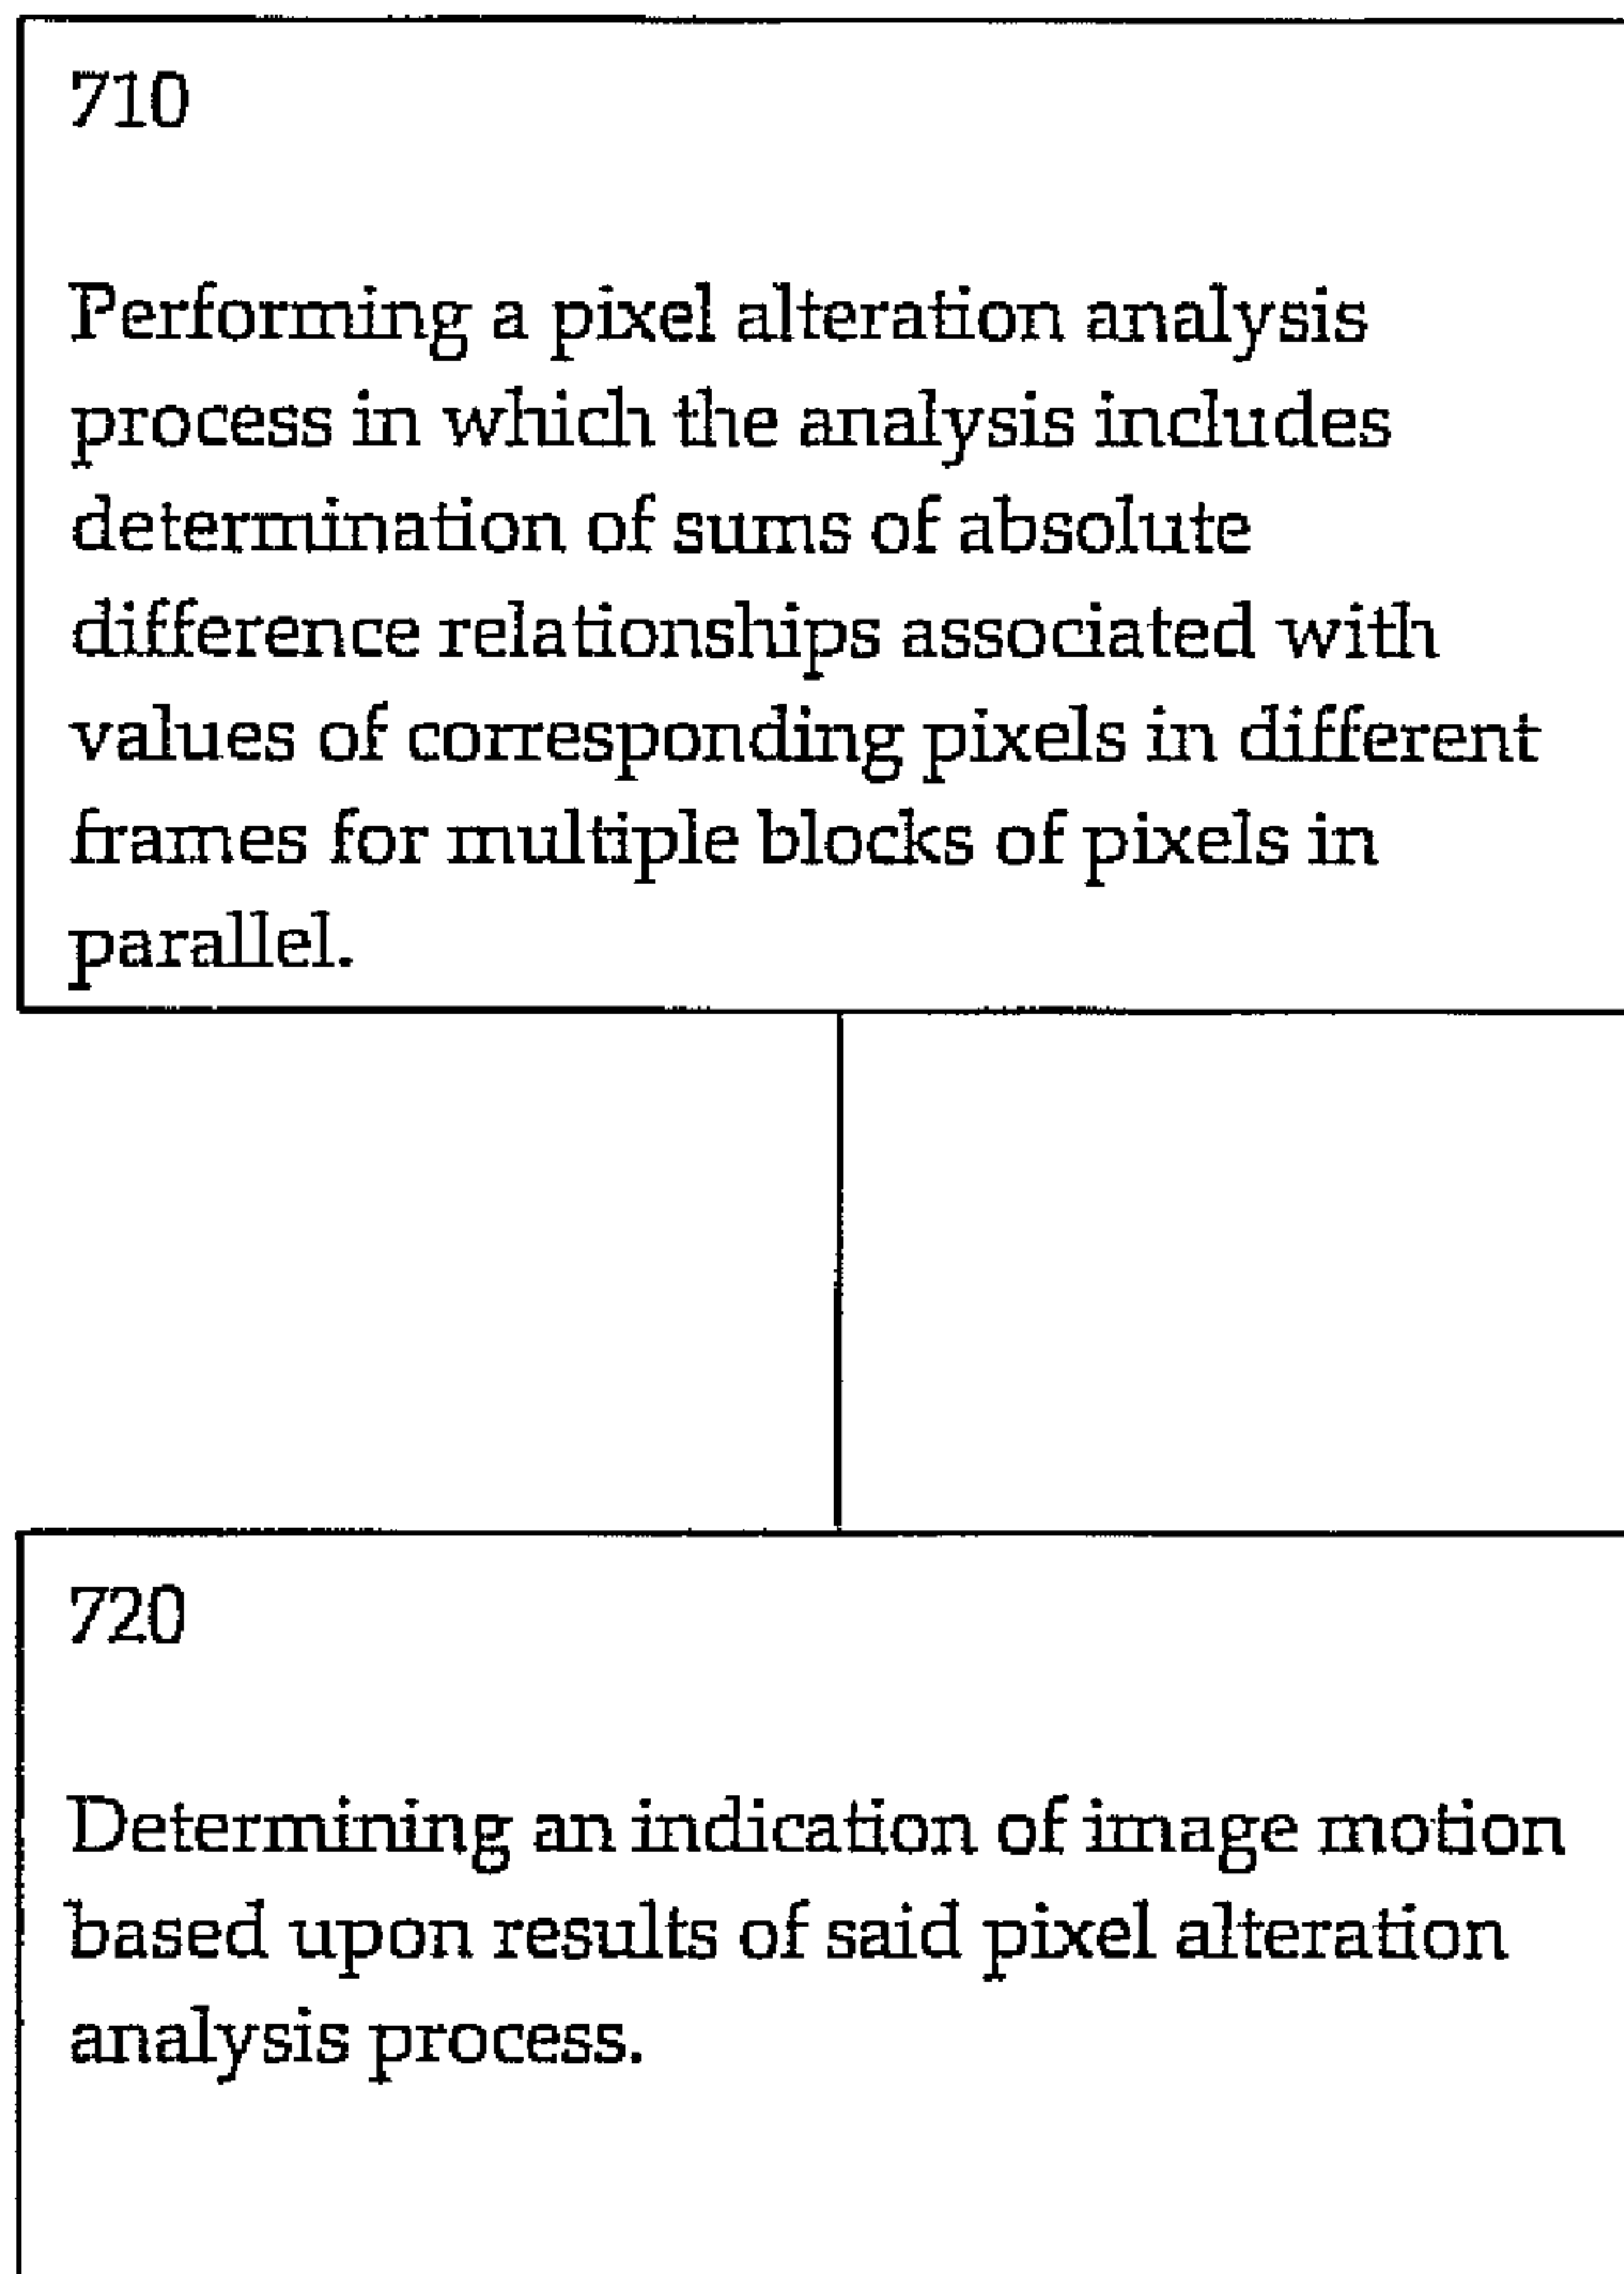 710
Performing a pixel alteration analysis
process in which the analysis includes
determination of sums of absolute
difference relationships associated with
values of corresponding pixels in different
frames for multiple blocks of pixels in
parallel.
720
Determining an indication of image motion
based upon results of said pixel alteration
analysis process.